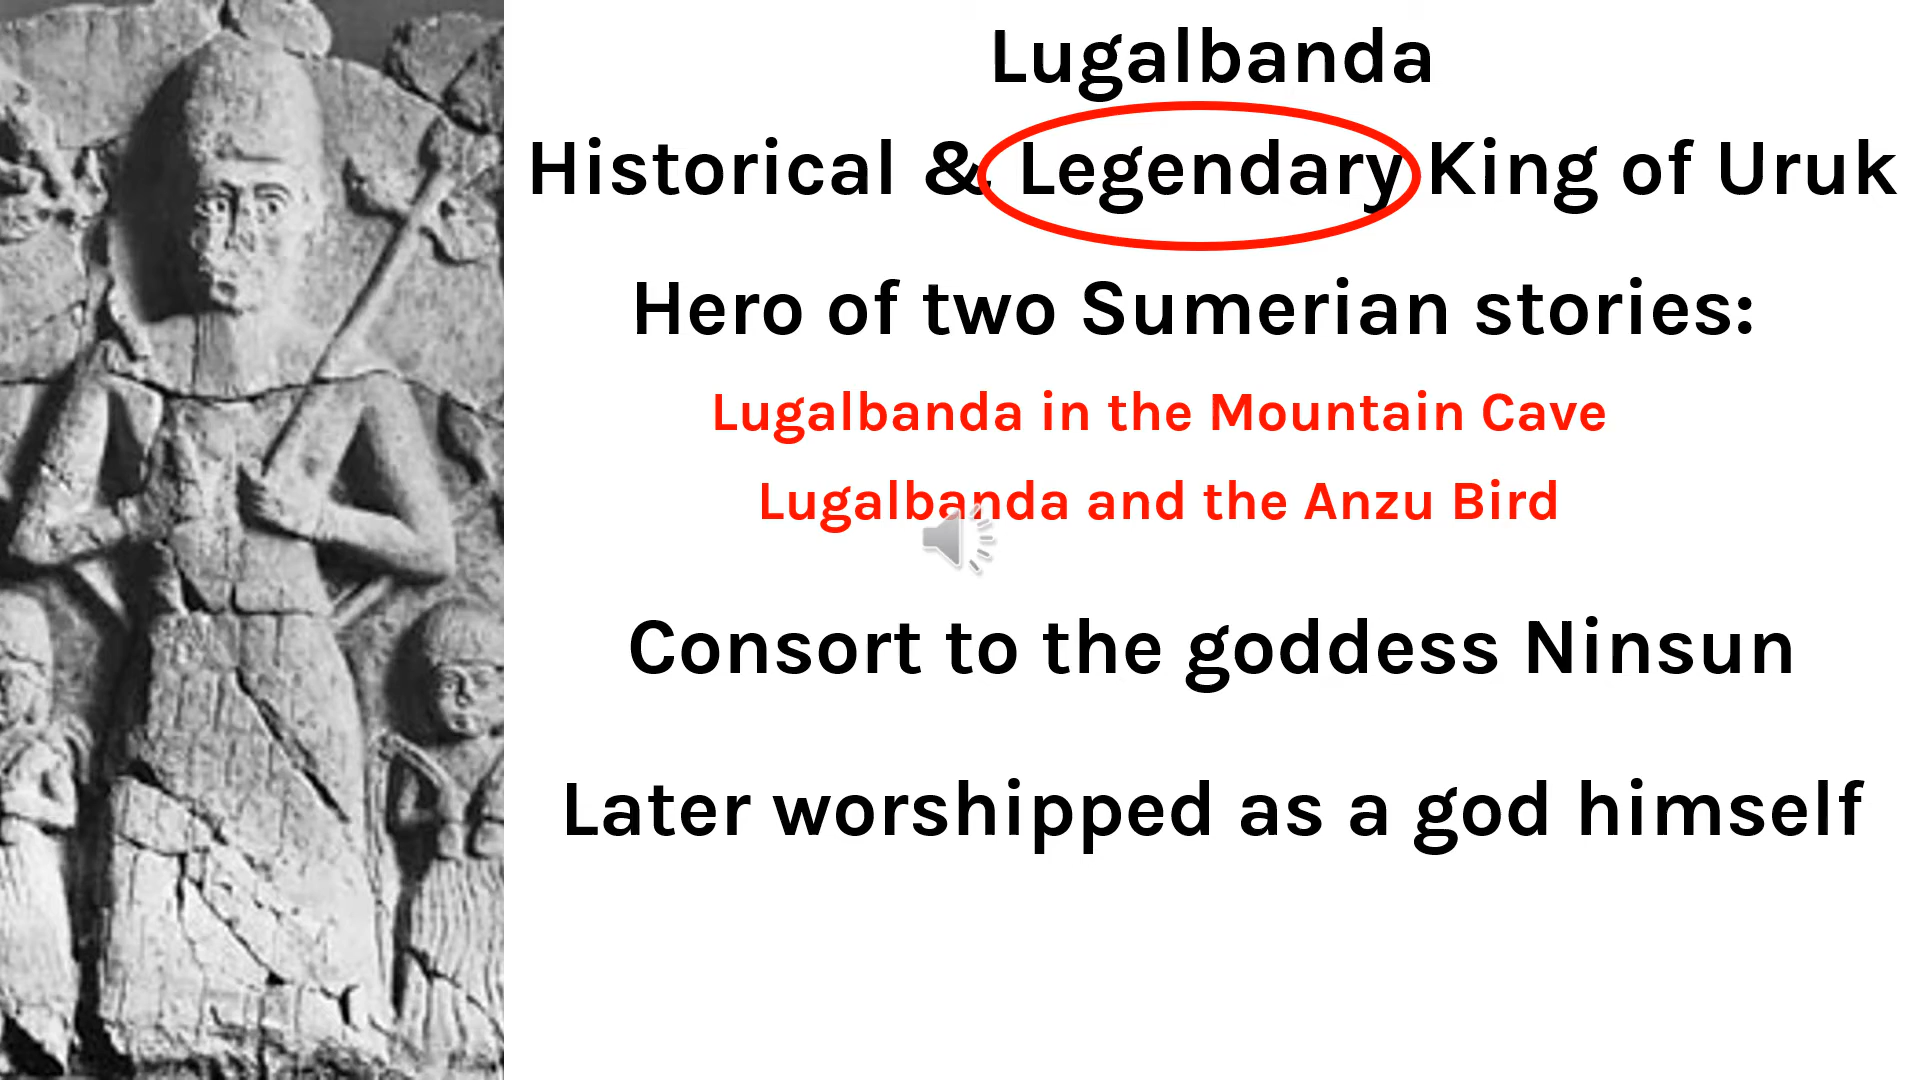 Lugalbanda
Historical & Legendary King of Uruk
Hero of two Sumerian stories:
Lugalbanda in the Mountain Cave
Lugalbanda and the Anzu Bird
Consort to the goddess Ninsun
Later worshipped as a god himself